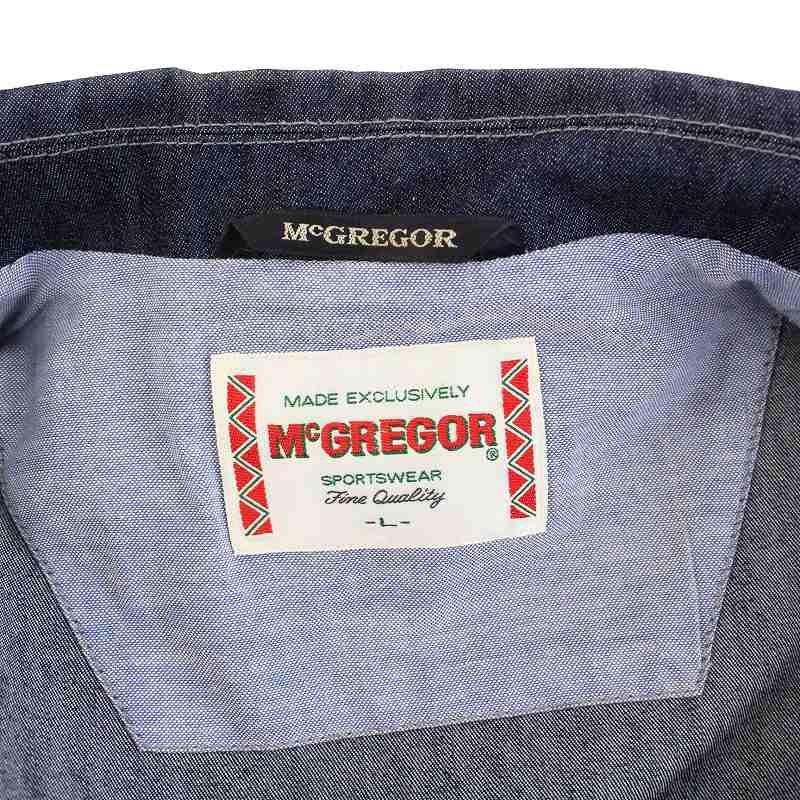 McGREGOR
MADE EXCLUSIVELY
McGREGOR®
SPORTSWEAR
Fine Quality
-L-